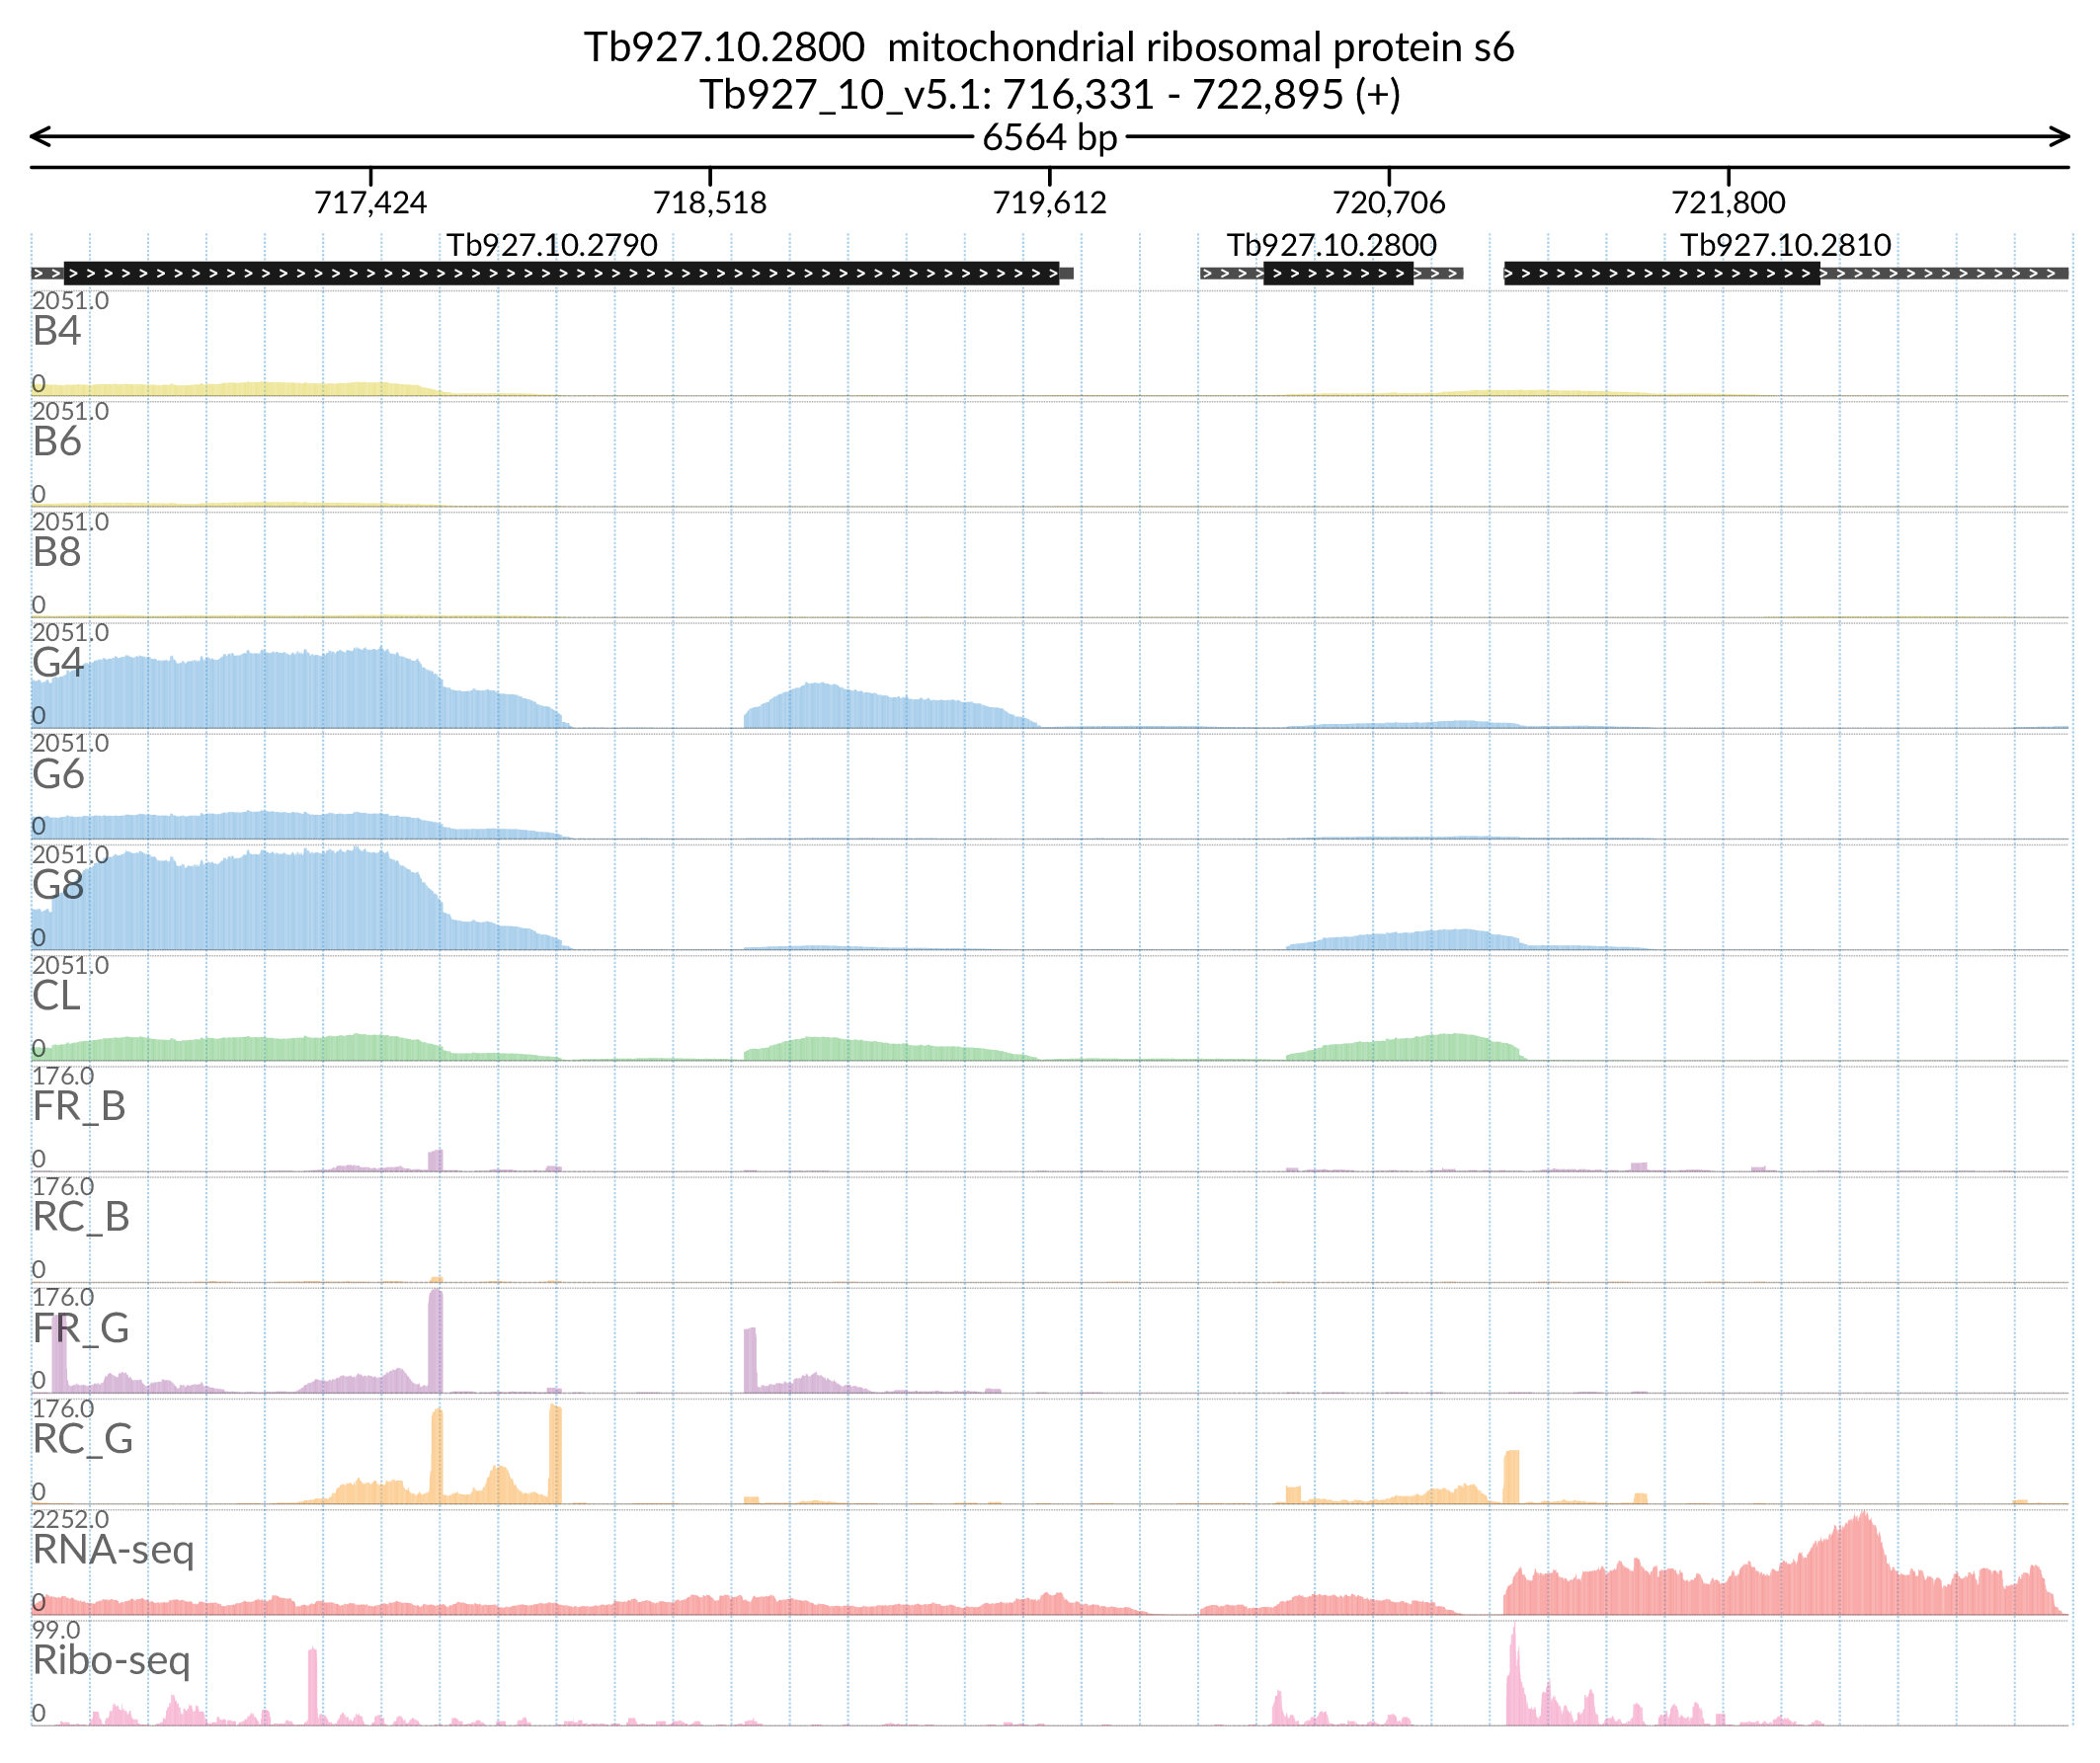 Tb927.10.2800 mitochondrial ribosomal protein s6
Tb927_10_v5.1: 716,331 - 722,895 (+)
6564 bp
717,424 718,518 719,612 720,706 721,800
Tb927.10.2790 Tb927.10.2800 Tb927.10.2810
2051.0
B4
0
2051.0
B6
0
2051.0
B8
0
2051.0
G4
0
2051.0
G6
0
2051.0
G8
0
2051.0
CL
0
176.0
FR_B
0
176.0
RC_B
0
176.0
FR_G
0
176.0
RC_G
0
2252.0
RNA-seq
0
99.0
Ribo-seq
0